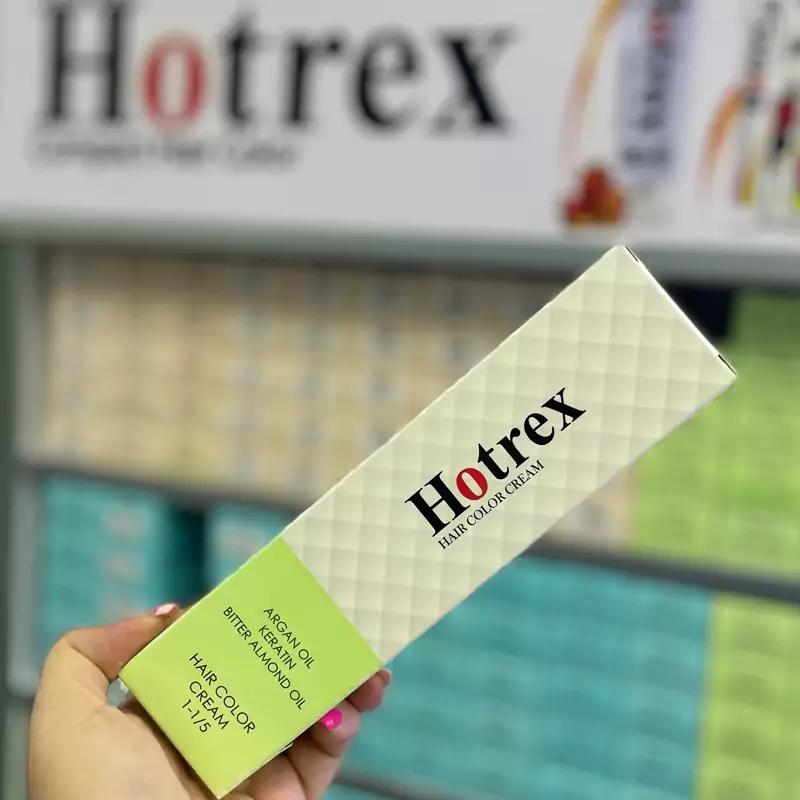 Hotrex
Hotrex
HAIR COLOR CREAM
ARGAN OIL
KERATIN
BITTER ALMOND OIL
HAIR COLOR
CREAM
1-1/5